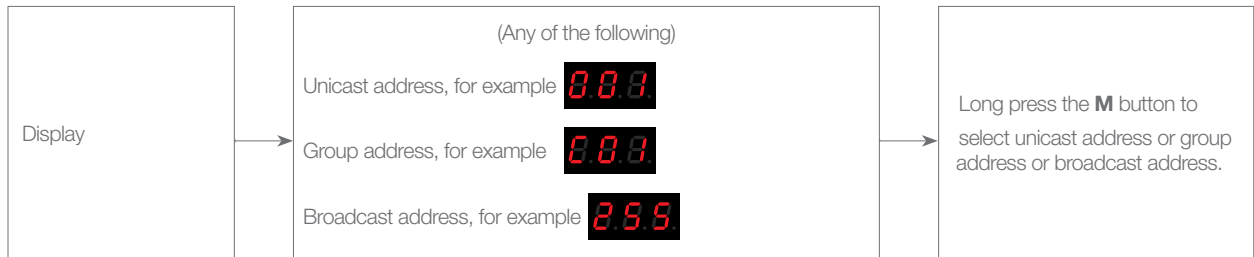 Display
(Any of the following)
Unicast address, for example 001
Group address, for example C01
Broadcast address, for example 255
Long press the M button to
select unicast address or group
address or broadcast address.